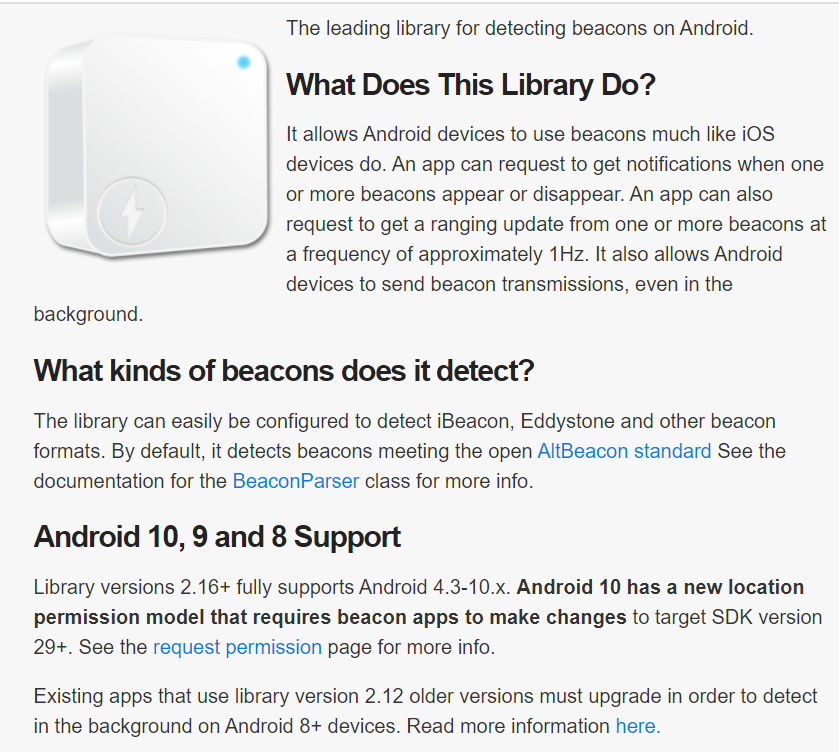 The leading library for detecting beacons on Android.
What Does This Library Do?
It allows Android devices to use beacons much like iOS
devices do. An app can request to get notifications when one
or more beacons appear or disappear. An app can also
request to get a ranging update from one or more beacons at
a frequency of approximately 1Hz. It also allows Android
devices to send beacon transmissions, even in the
background.
What kinds of beacons does it detect?
The library can easily be configured to detect iBeacon, Eddystone and other beacon
formats. By default, it detects beacons meeting the open AltBeacon standard See the
documentation for the BeaconParser class for more info.
Android 10, 9 and 8 Support
Library versions 2.16+ fully supports Android 4.3-10.x. Android 10 has a new location
permission model that requires beacon apps to make changes to target SDK version
29+. See the request permission page for more info.
Existing apps that use library version 2.12 older versions must upgrade in order to detect
in the background on Android 8+ devices. Read more information here.